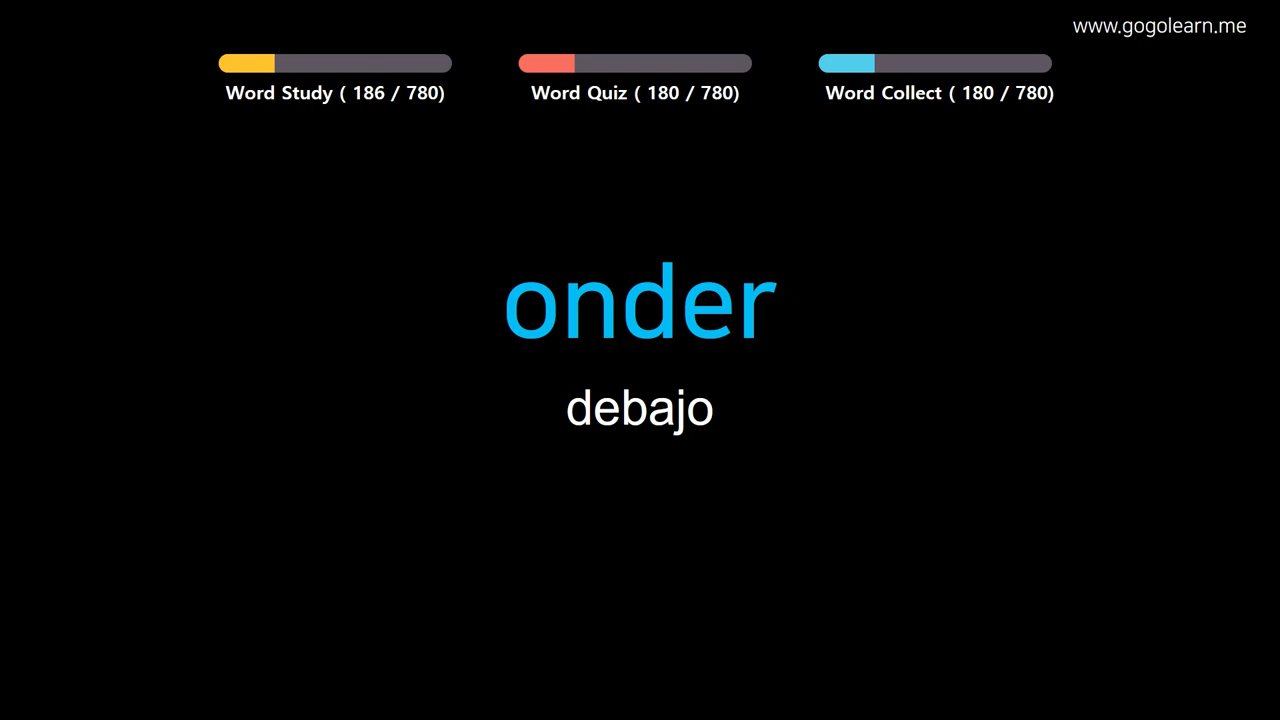 www.gogolearn.me
Word Study ( 186 / 780)
Word Quiz ( 180 / 780)
Word Collect ( 180 / 780)
onder
debajo